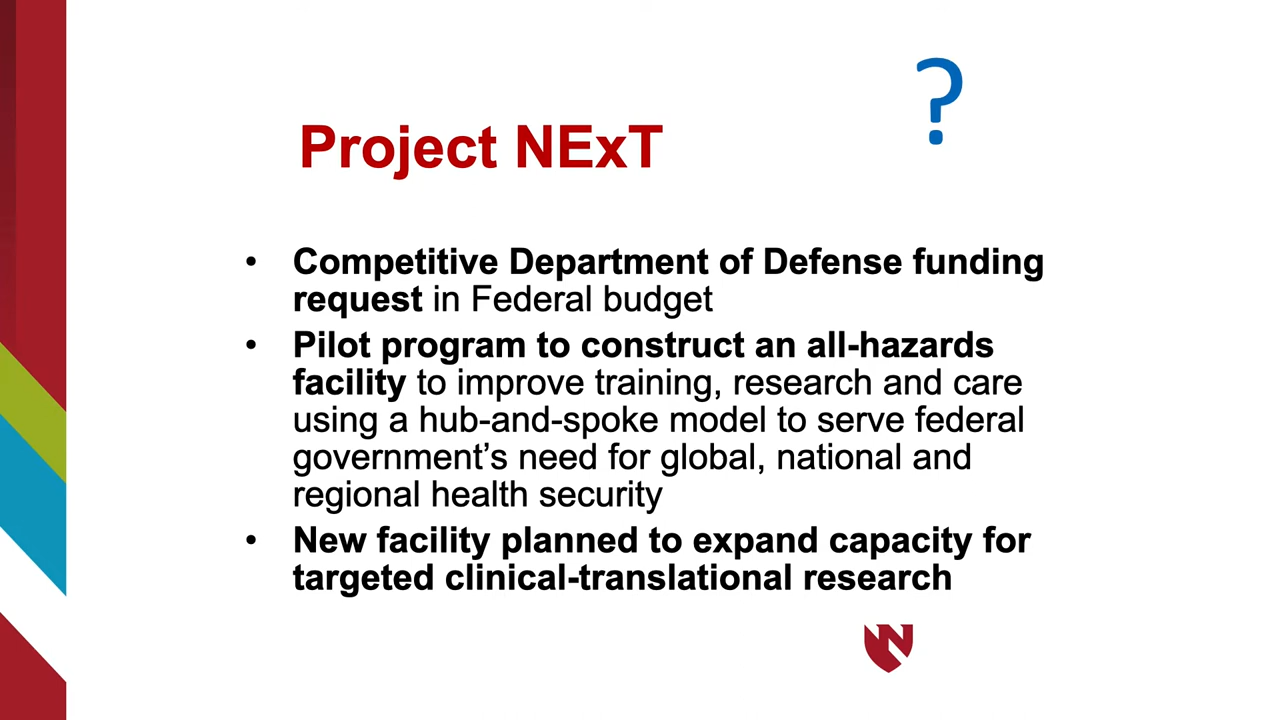 ?
Project NExT
• Competitive Department of Defense funding
request in Federal budget
• Pilot program to construct an all-hazards
facility to improve training, research and care
using a hub-and-spoke model to serve federal
government’s need for global, national and
regional health security
• New facility planned to expand capacity for
targeted clinical-translational research
N